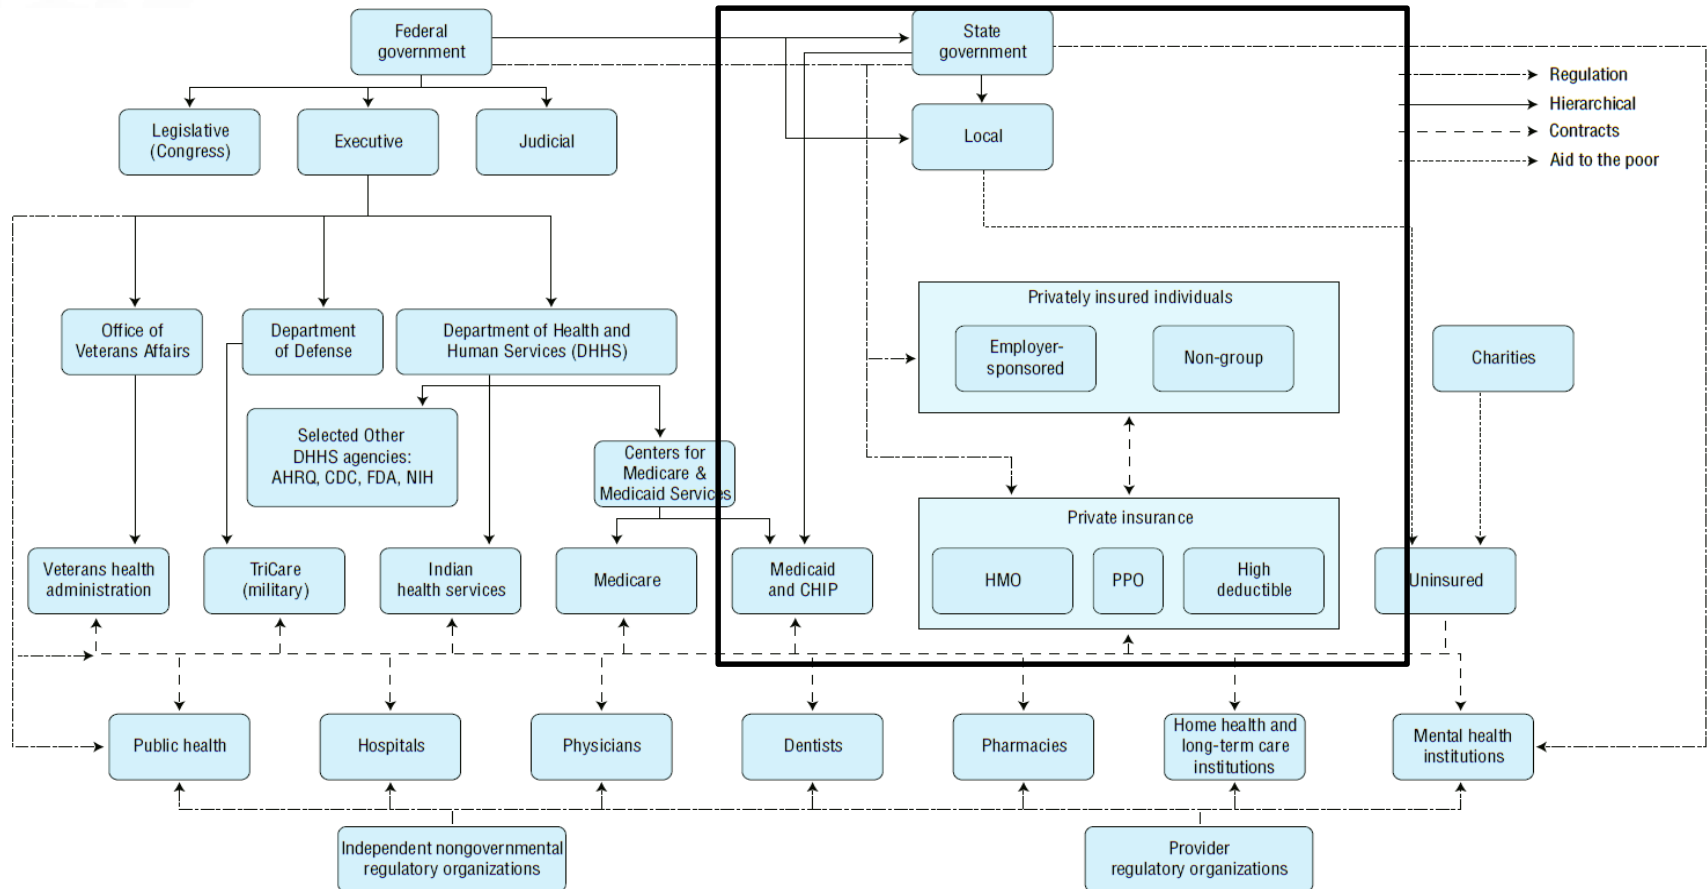 Federal
government
State
government
Regulation
Hierarchical
Contracts
Aid to the poor
Legislative
(Congress)
Executive
Judicial
Local
Privately insured individuals
Employer-
sponsored
Non-group
Charities
Office of
Veterans Affairs
Department
of Defense
Department of Health and
Human Services (DHHS)
Selected Other
DHHS agencies:
AHRQ, CDC, FDA, NIH
Centers for
Medicare &
Medicaid Services
Private insurance
HMO
PPO
High
deductible
Veterans health
administration
TriCare
(military)
Indian
health services
Medicare
Medicaid
and CHIP
Uninsured
Public health
Hospitals
Physicians
Dentists
Pharmacies
Home health and
long-term care
institutions
Mental health
institutions
Independent nongovernmental
regulatory organizations
Provider
regulatory organizations